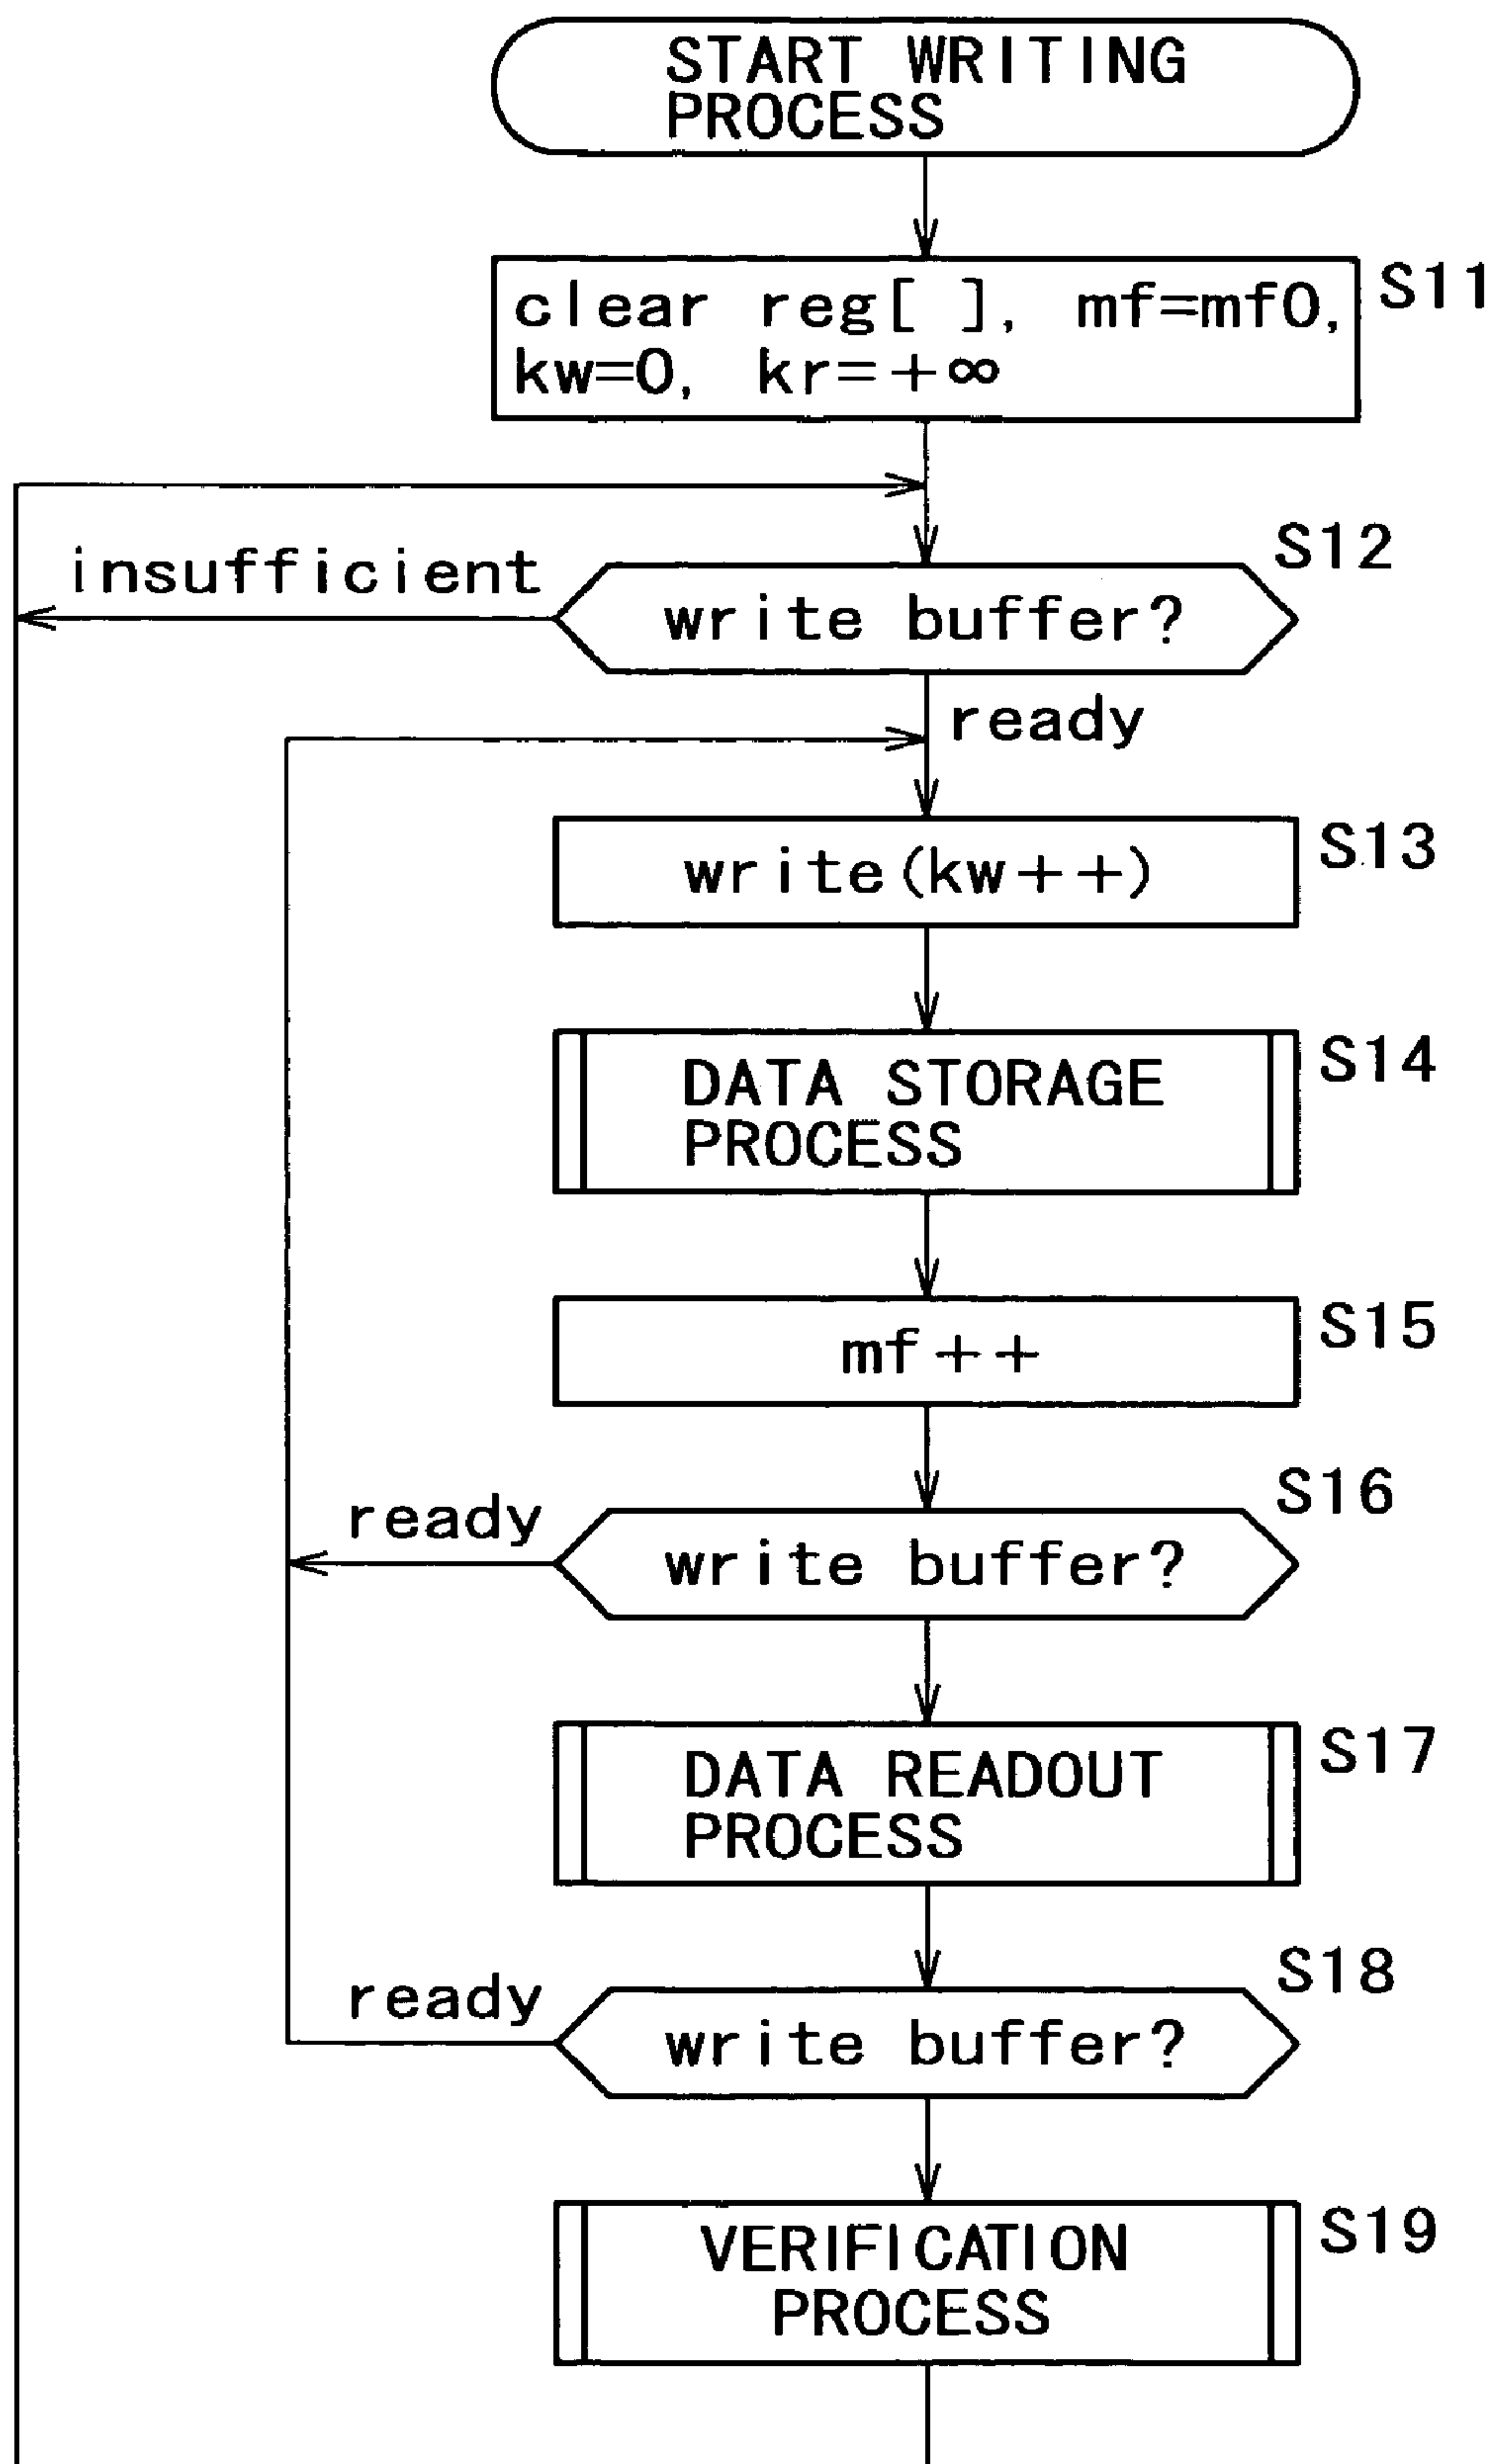 START WRITING
PROCESS
clear reg[ ], mf=mf0,
kw=0, kr=+∞
S11
S12
insufficient
write buffer?
ready
S13
write(kw++)
S14
DATA STORAGE
PROCESS
S15
mf++
S16
ready
write buffer?
S17
DATA READOUT
PROCESS
S18
ready
write buffer?
S19
VERIFICATION
PROCESS